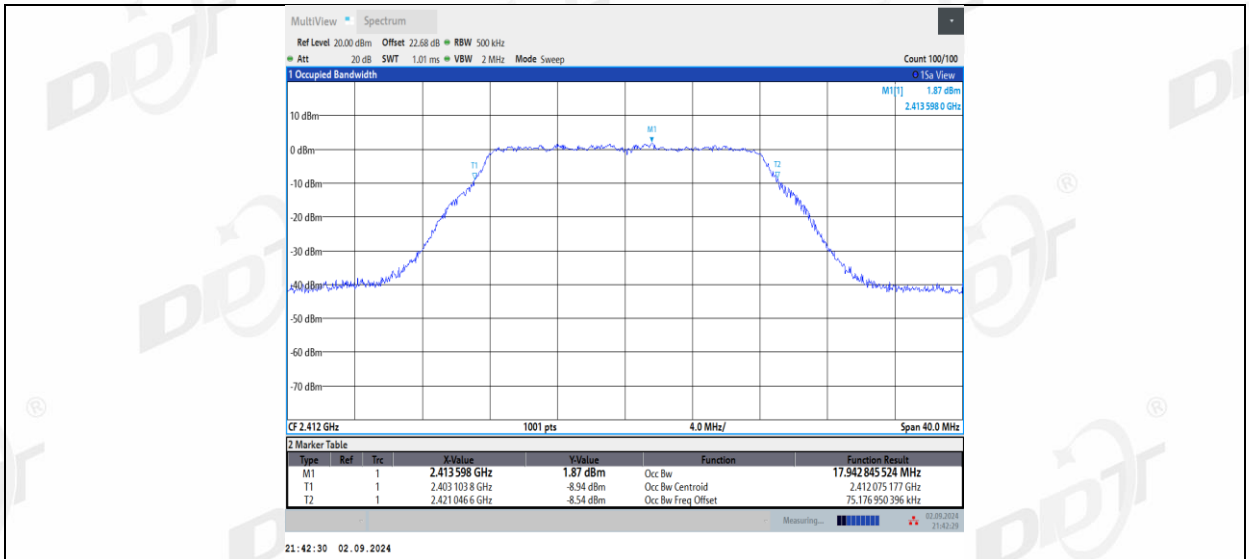 MultiView Spectrum
Ref Level 20.00 dBm Offset 22.68 dB RBW 500 kHz
Att 20 dB SWT 1.01 ms VBW 2 MHz Mode Sweep Count 100/100
1 Occupied Bandwidth 1Sa View
M1[1] 1.87 dBm
2.413 598 0 GHz
10 dBm
M1
0 dBm
T1 T2
-10 dBm
-20 dBm
-30 dBm
-40 dBm
-50 dBm
-60 dBm
-70 dBm
CF 2.412 GHz 1001 pts 4.0 MHz/ Span 40.0 MHz
2 Marker Table
Type Ref Trc X-Value Y-Value Function Function Result
M1 1 2.413 598 GHz 1.87 dBm Occ Bw 17.942 845 524 MHz
T1 1 2.403 103 8 GHz -8.94 dBm Occ Bw Centroid 2.412 075 177 GHz
T2 1 2.421 046 6 GHz -8.54 dBm Occ Bw Freq Offset 75.176 950 396 kHz
Measuring... 02.09.2024
21:42:29
21:42:30 02.09.2024
DDT
®